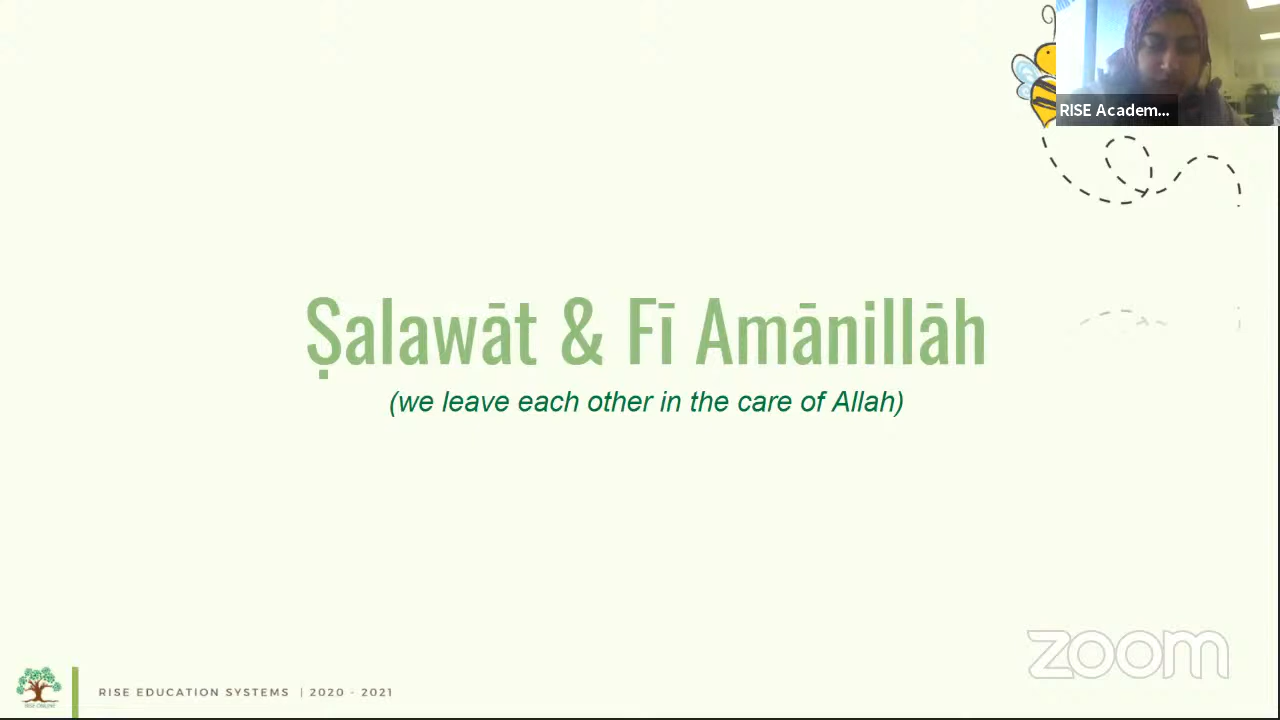 RISE Academ...
Ṣalawāt & Fī Amānillāh
(we leave each other in the care of Allah)
zoom
RISE EDUCATION SYSTEMS | 2020 - 2021